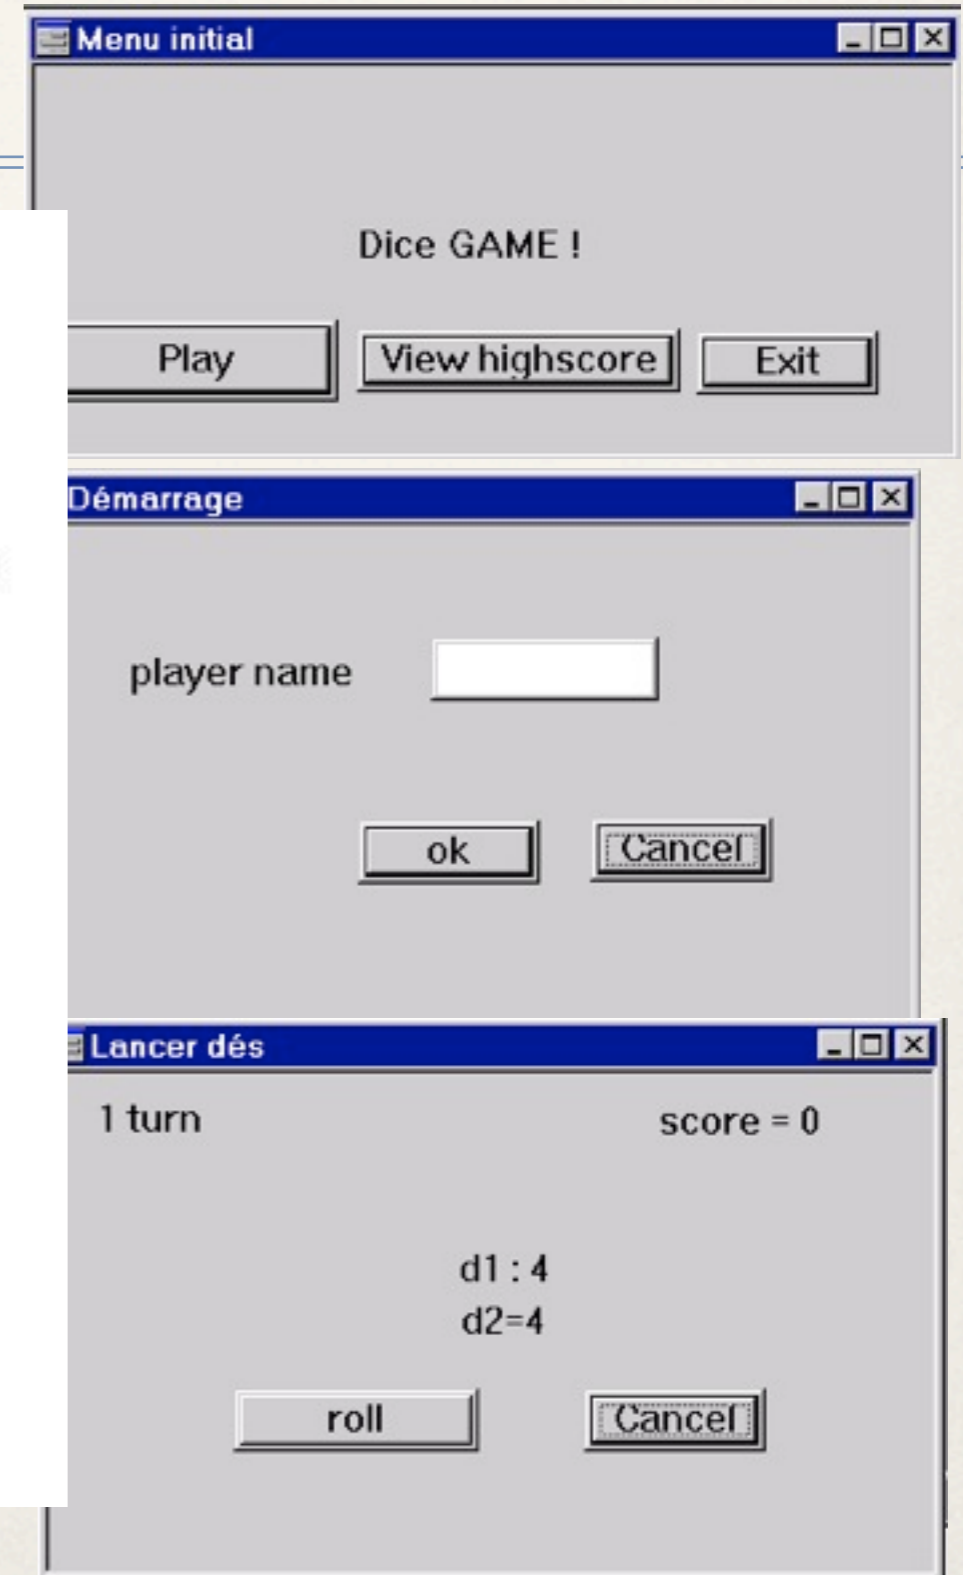 Menu initial
Dice GAME !
Play View highscore Exit
Démarrage
player name
ok Cancel
Lancer dés
1 turn score = 0
d1 : 4
d2=4
roll Cancel